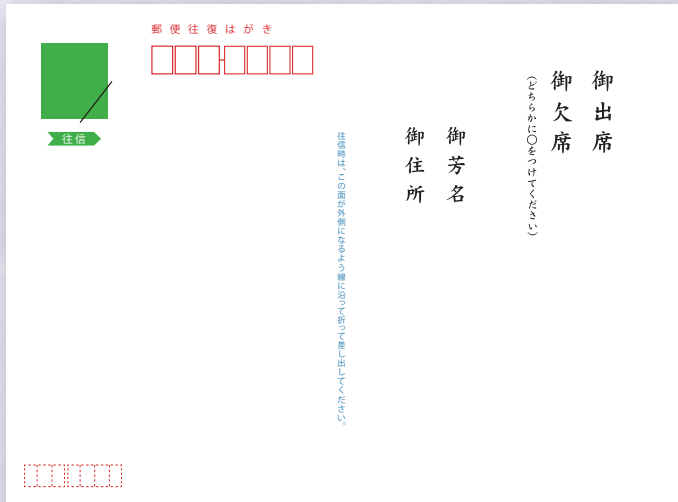 郵便往復はがき
往信
往信時は、この面が外側になるよう線に沿って折って差し出してください。
御出席
御欠席
(どちらかに○をつけてください)
御芳名
御住所